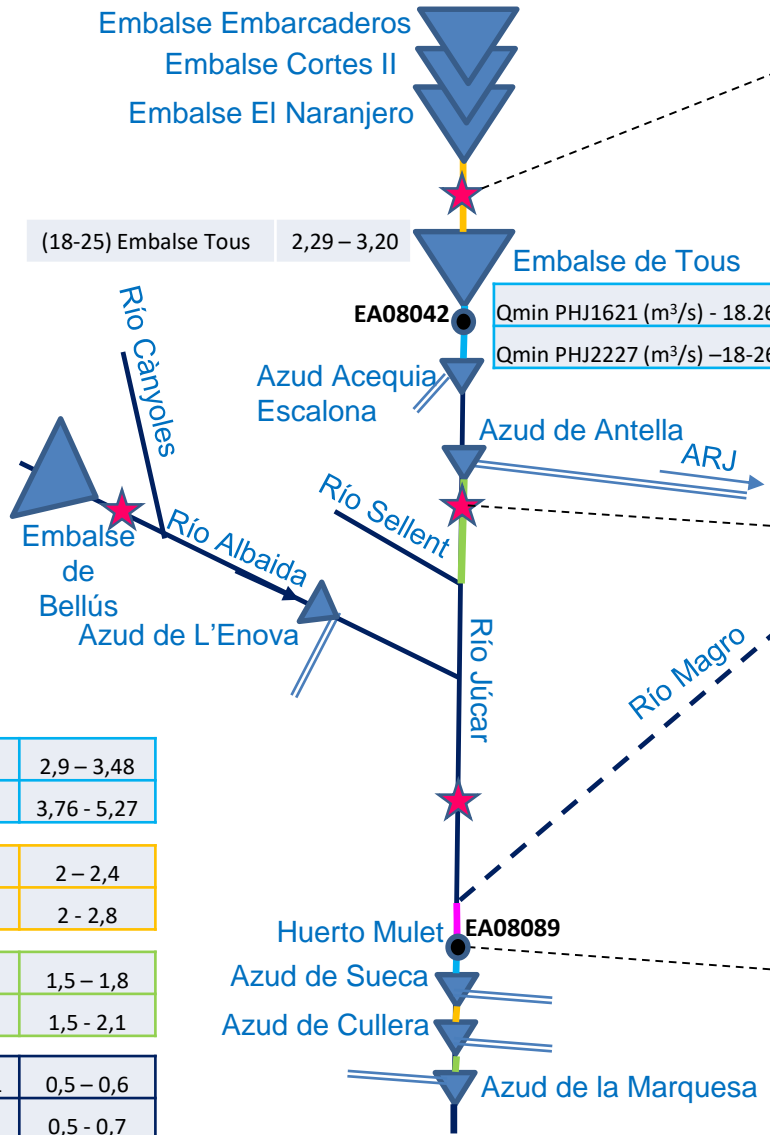 Embalse Embarcaderos
Embalse Cortes II
Embalse El Naranjero
(18-25) Embalse Tous 2,29 – 3,20
Embalse de Tous
EA08042
Qmin PHJ1621 (m³/s) - 18.26
Qmin PHJ2227 (m³/s) –18-26
Río Cànyoles
Azud Acequia
Escalona
Azud de Antella
ARJ
Río Sellent
Embalse
de
Bellús
Río Albaida
Azud de L'Enova
Río Júcar
Río Magro
2,9 – 3,48
3,76 - 5,27
2 – 2,4
2 - 2,8
1,5 – 1,8
1,5 - 2,1
0,5 – 0,6
0,5 - 0,7
Huerto Mulet
EA08089
Azud de Sueca
Azud de Cullera
Azud de la Marquesa